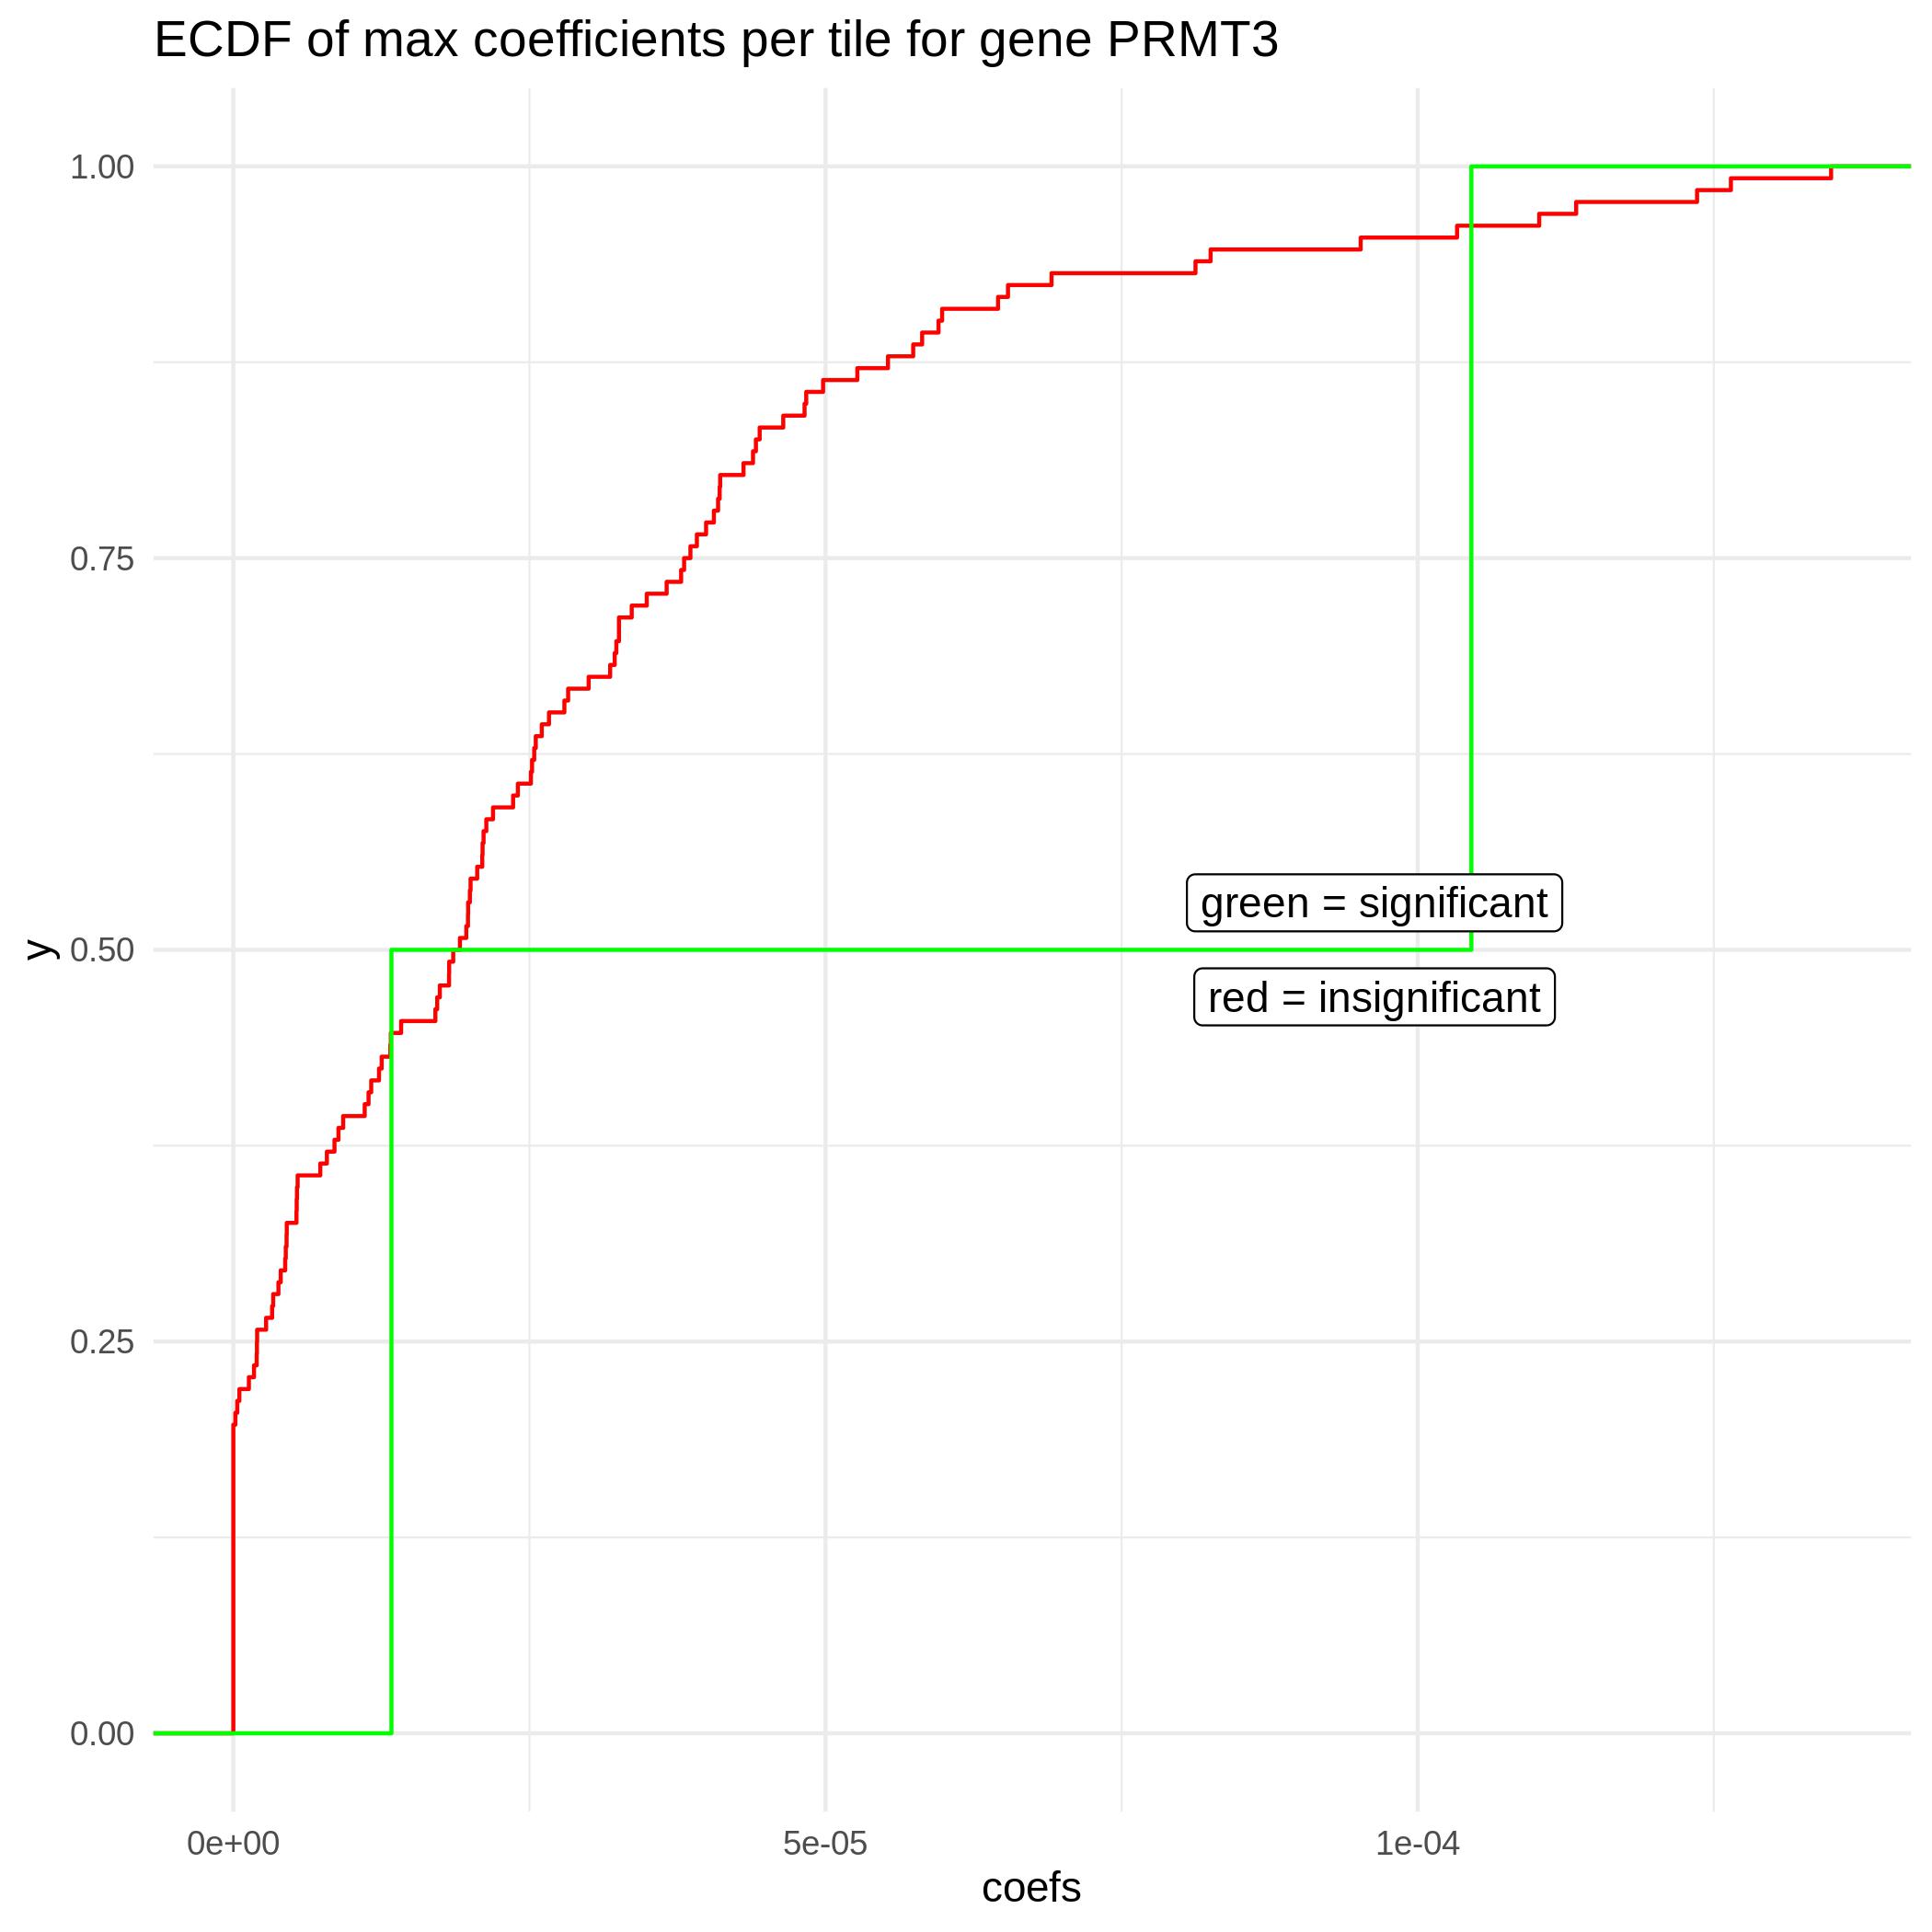 ECDF of max coefficients per tile for gene PRMT3
1.00
0.75
0.50
0.25
0.00
y
green = significant
red = insignificant
0e+00 5e-05 1e-04
coefs